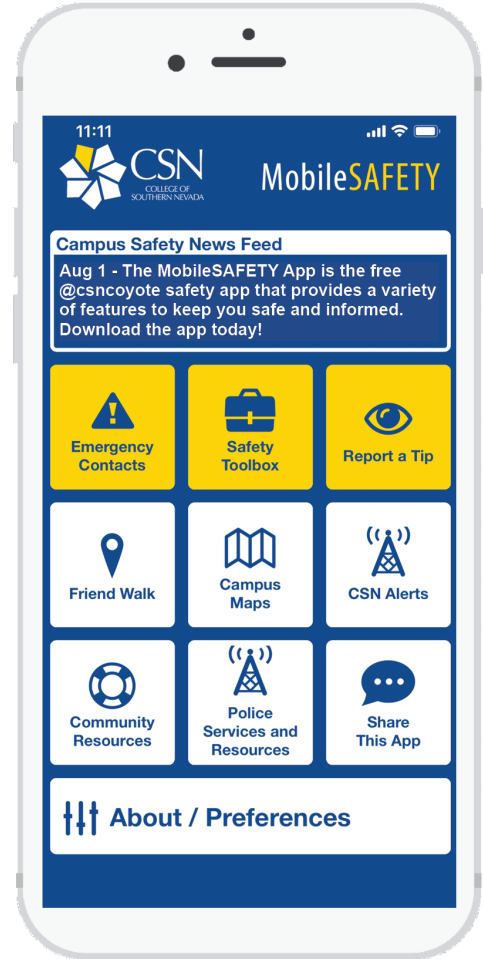 11:11
CSN
COLLEGE OF
SOUTHERN NEVADA
MobileSAFETY
Campus Safety News Feed
Aug 1 - The MobileSAFETY App is the free
@csncoyote safety app that provides a variety
of features to keep you safe and informed.
Download the app today!
Emergency
Contacts
Safety
Toolbox
Report a Tip
Friend Walk
Campus
Maps
CSN Alerts
Community
Resources
Police
Services and
Resources
Share
This App
About / Preferences